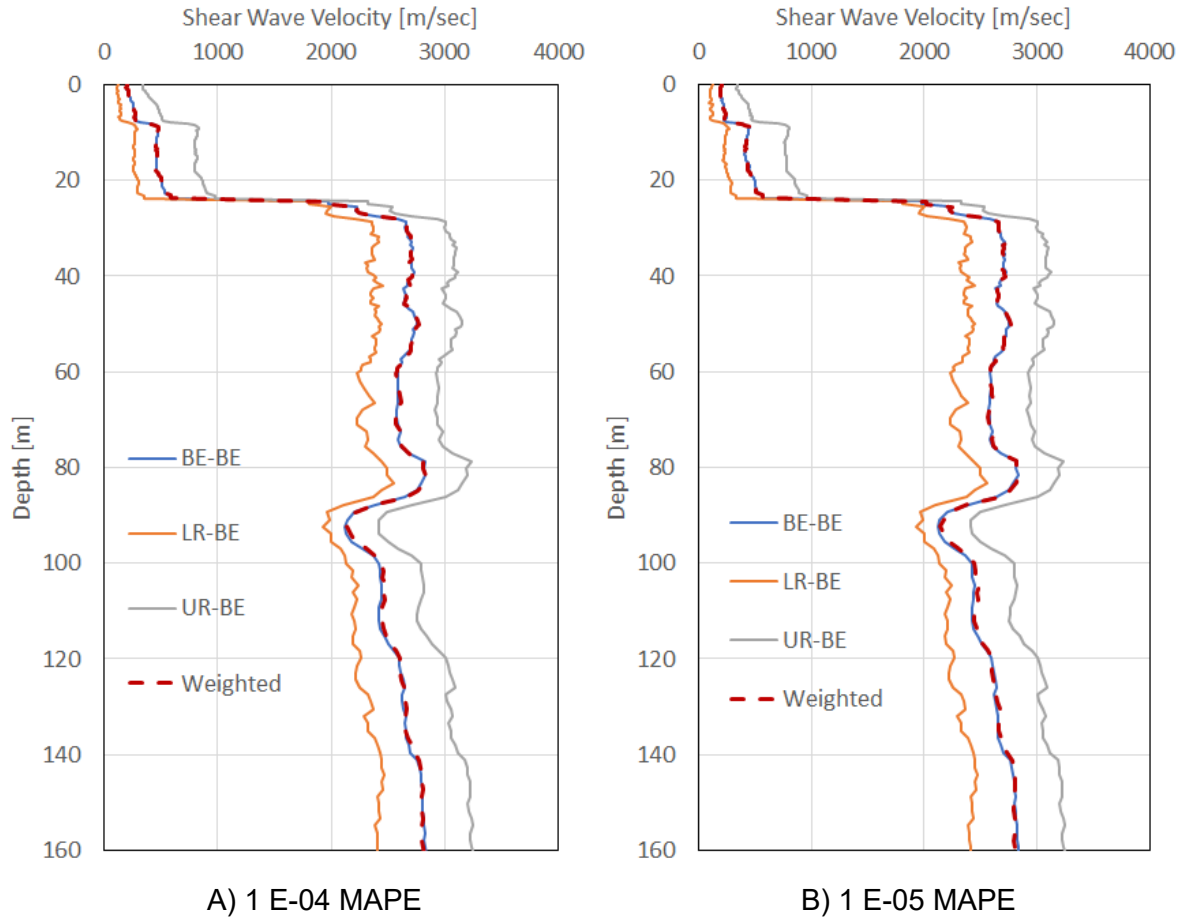 Shear Wave Velocity [m/sec]
0 1000 2000 3000 4000
0
20
40
60
80
100
120
140
160
Depth [m]
BE-BE
LR-BE
UR-BE
Weighted
A) 1 E-04 MAPE
Shear Wave Velocity [m/sec]
0 1000 2000 3000 4000
0
20
40
60
80
100
120
140
160
Depth [m]
BE-BE
LR-BE
UR-BE
Weighted
B) 1 E-05 MAPE